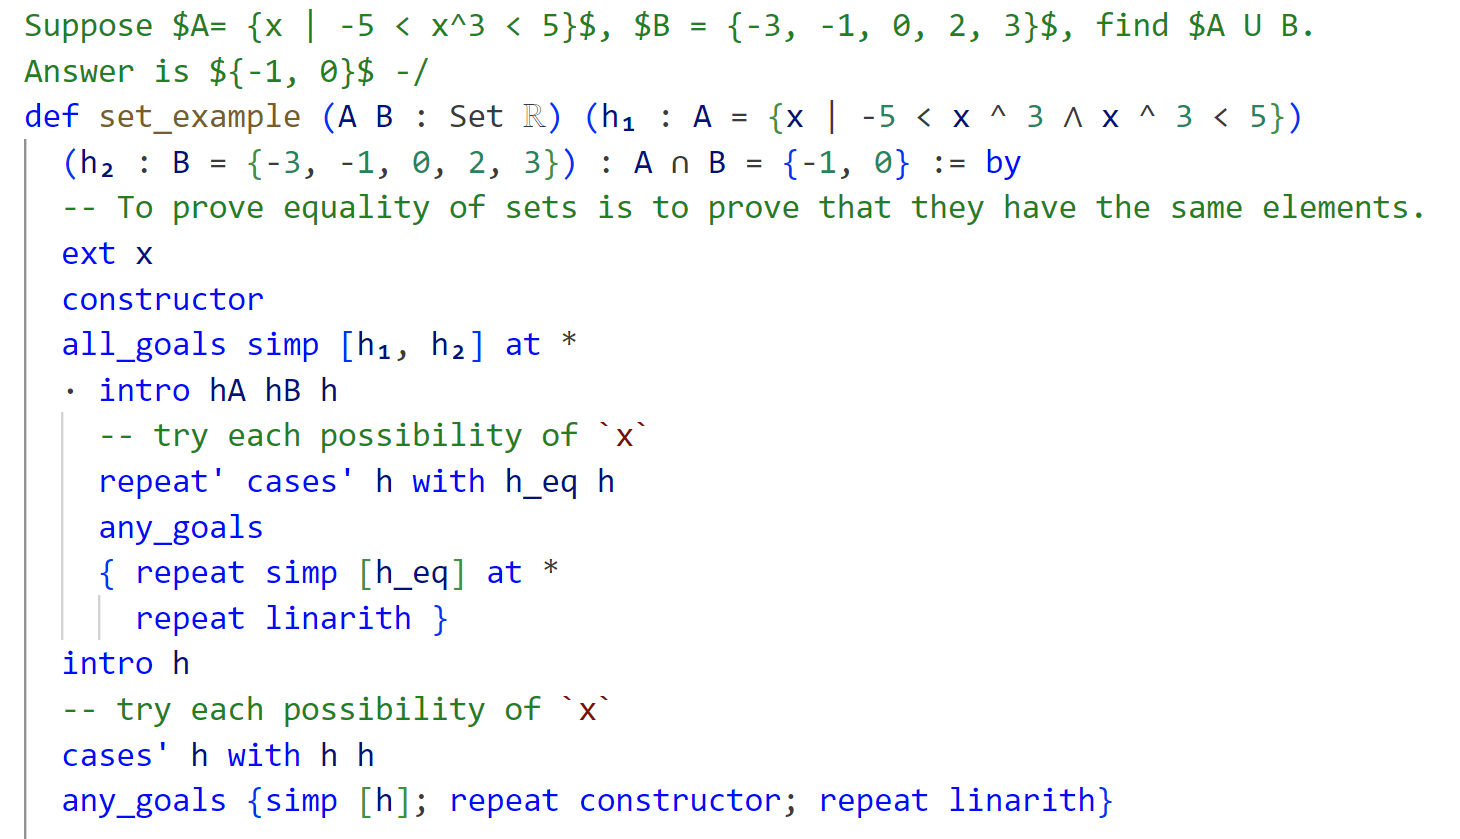 Suppose $A= {x | -5 < x^3 < 5}$, $B = {-3, -1, 0, 2, 3}$, find $A U B.
Answer is ${-1, 0}$ -/
def set_example (A B : Set ℝ) (h₁ : A = {x | -5 < x ^ 3 ∧ x ^ 3 < 5})
(h₂ : B = {-3, -1, 0, 2, 3}) : A ∩ B = {-1, 0} := by
-- To prove equality of sets is to prove that they have the same elements.
ext x
constructor
all_goals simp [h₁, h₂] at *
· intro hA hB h
-- try each possibility of `x`
repeat' cases' h with h_eq h
any_goals
{ repeat simp [h_eq] at *
repeat linarith }
intro h
-- try each possibility of `x`
cases' h with h h
any_goals {simp [h]; repeat constructor; repeat linarith}